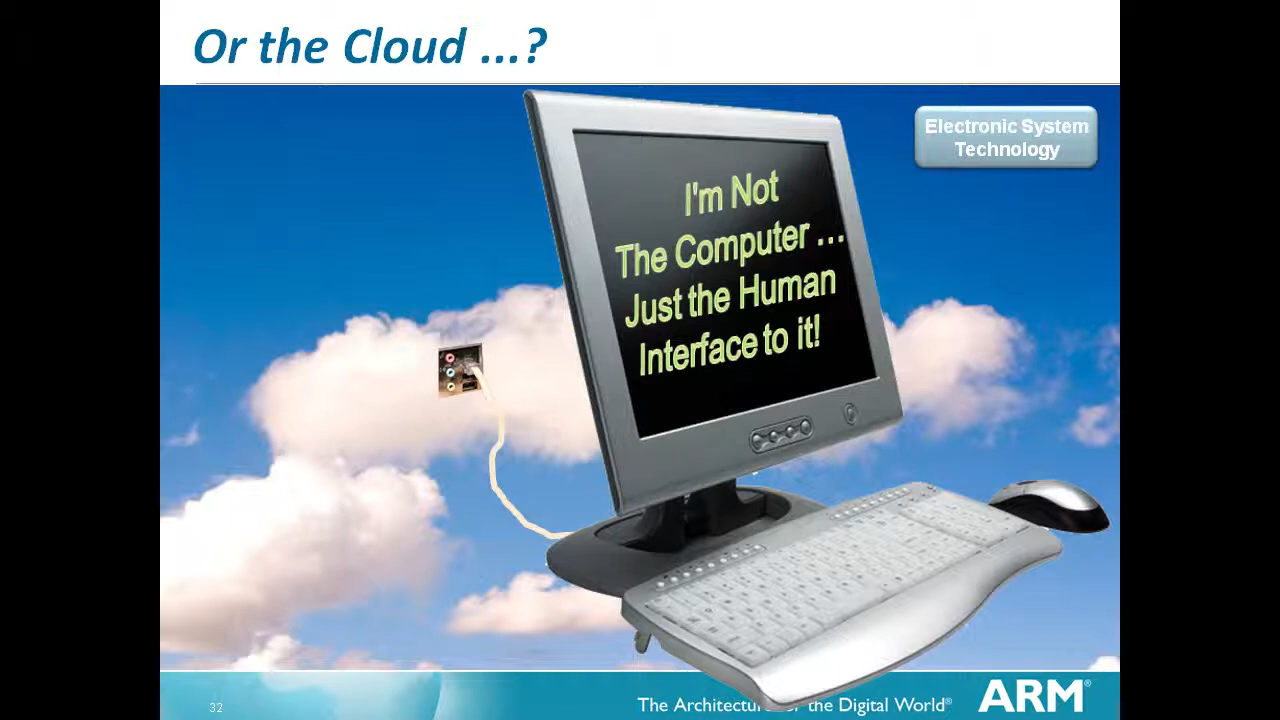 Or the Cloud ...?
Electronic System
Technology
I'm Not
The Computer ...
Just the Human
Interface to it!
32
The Architecture for the Digital World®
ARM®